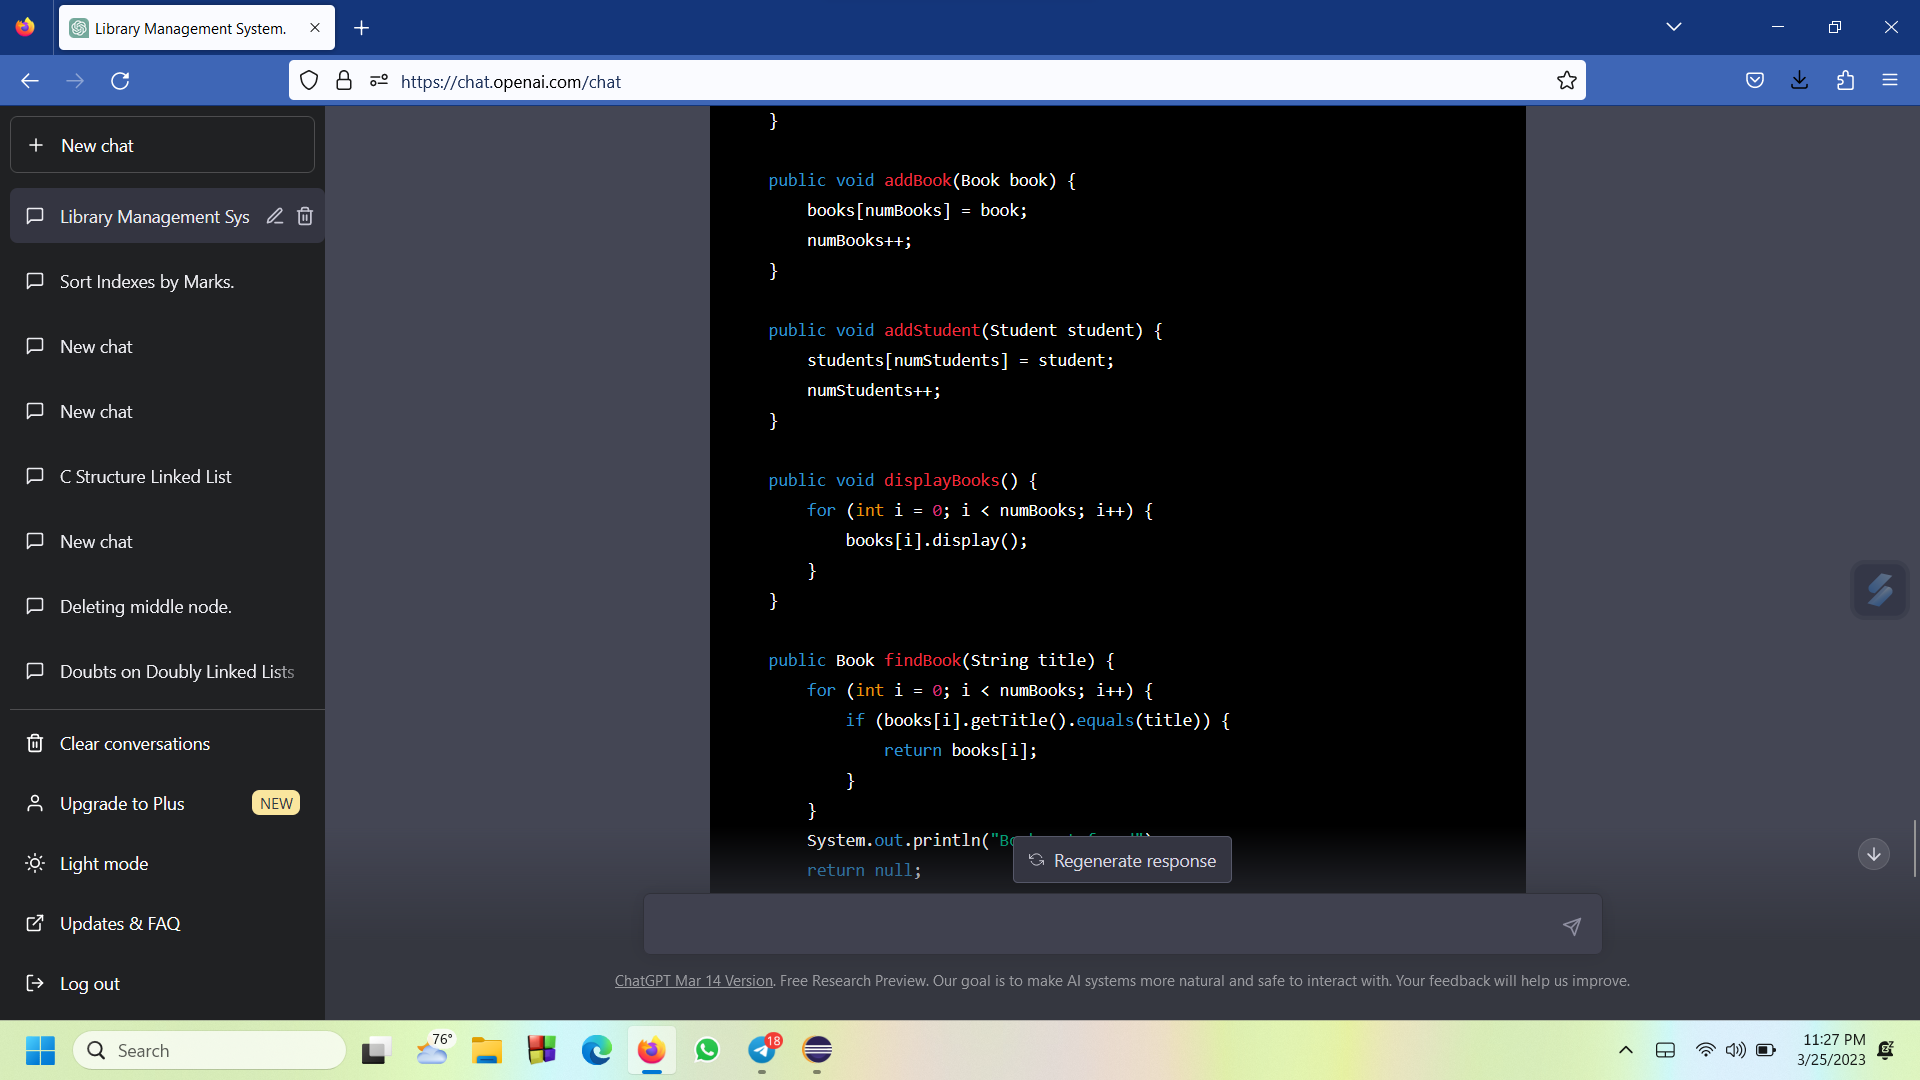 Library Management System.
https://chat.openai.com/chat
New chat
Library Management Sys
Sort Indexes by Marks.
New chat
New chat
C Structure Linked List
New chat
Deleting middle node.
Doubts on Doubly Linked Lists
Clear conversations
Upgrade to Plus NEW
Light mode
Updates & FAQ
Log out
}
public void addBook(Book book) {
books[numBooks] = book;
numBooks++;
}
public void addStudent(Student student) {
students[numStudents] = student;
numStudents++;
}
public void displayBooks() {
for (int i = 0; i < numBooks; i++) {
books[i].display();
}
}
public Book findBook(String title) {
for (int i = 0; i < numBooks; i++) {
if (books[i].getTitle().equals(title)) {
return books[i];
}
}
System.out.println("
return null;
Regenerate response
ChatGPT Mar 14 Version. Free Research Preview. Our goal is to make AI systems more natural and safe to interact with. Your feedback will help us improve.
Search
76°
18
11:27 PM
3/25/2023